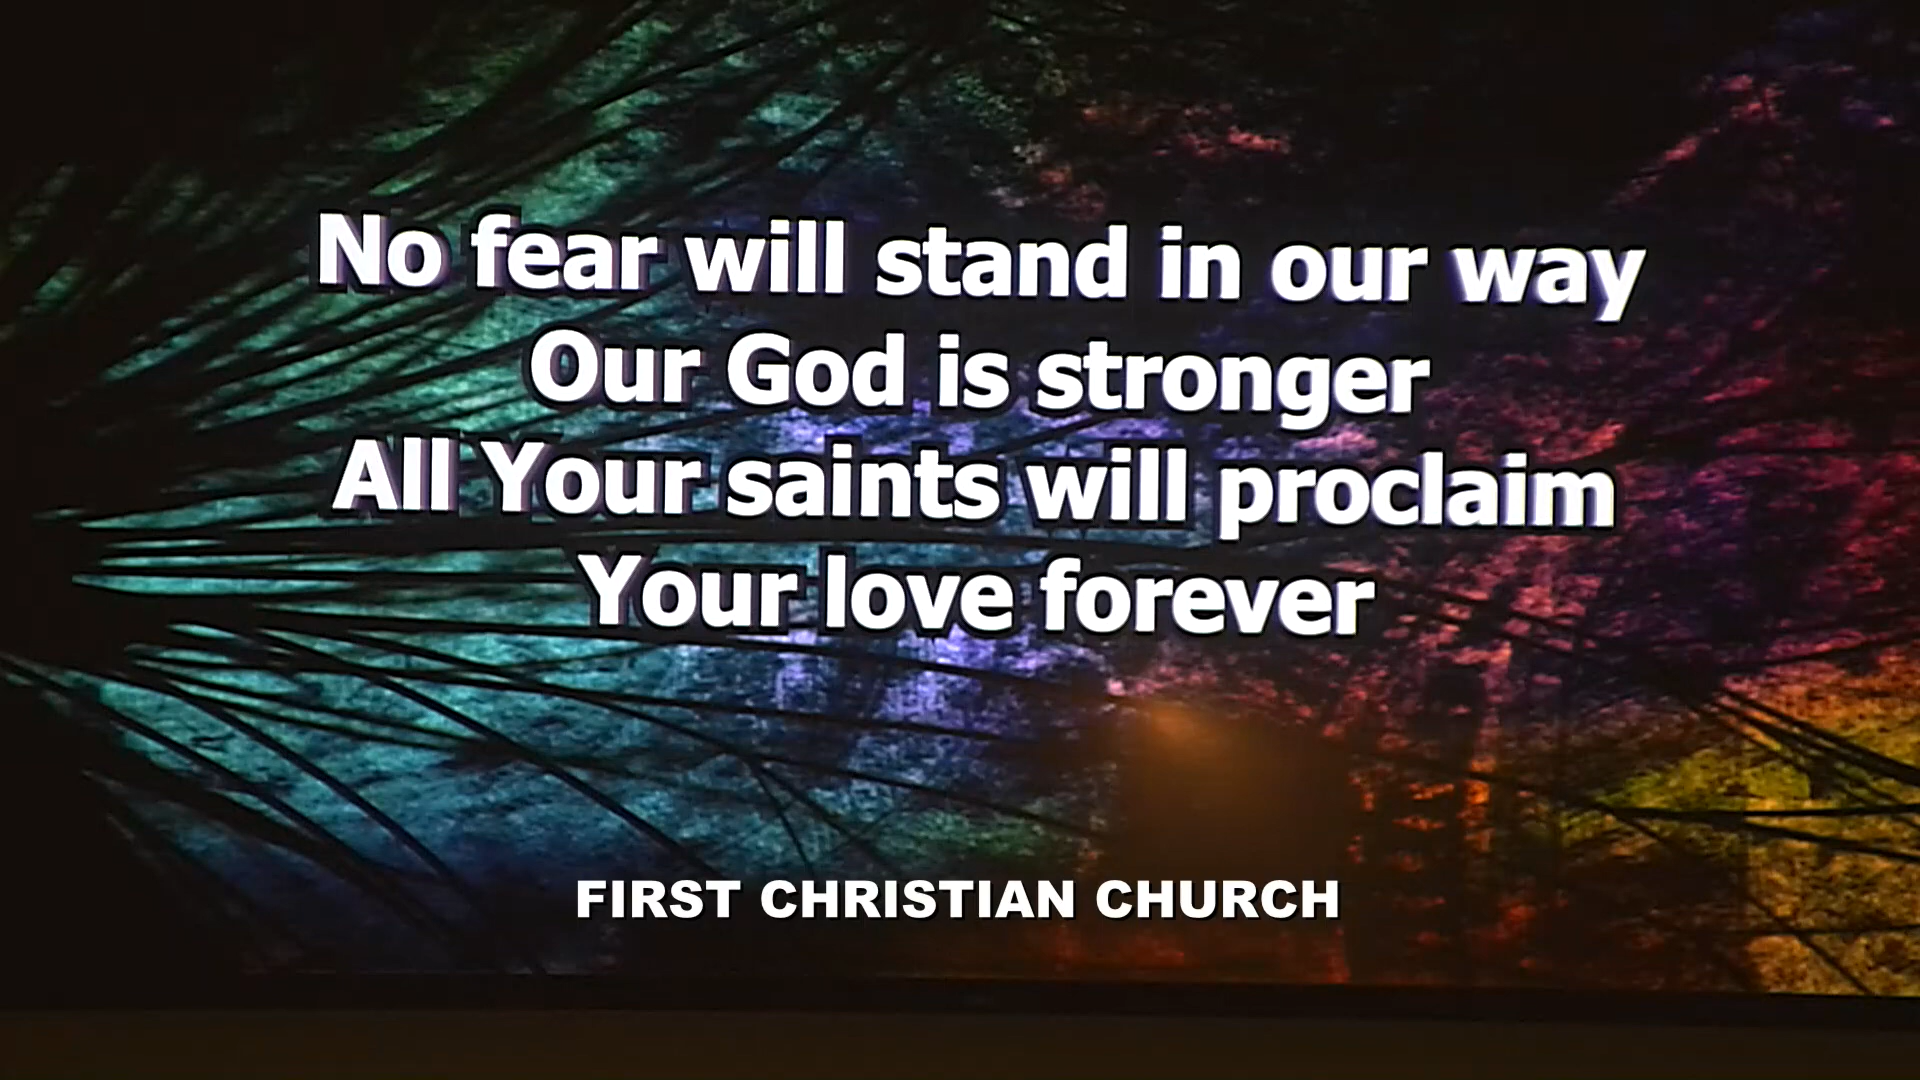 No fear will stand in our way
Our God is stronger
All Your saints will proclaim
Your love forever
FIRST CHRISTIAN CHURCH